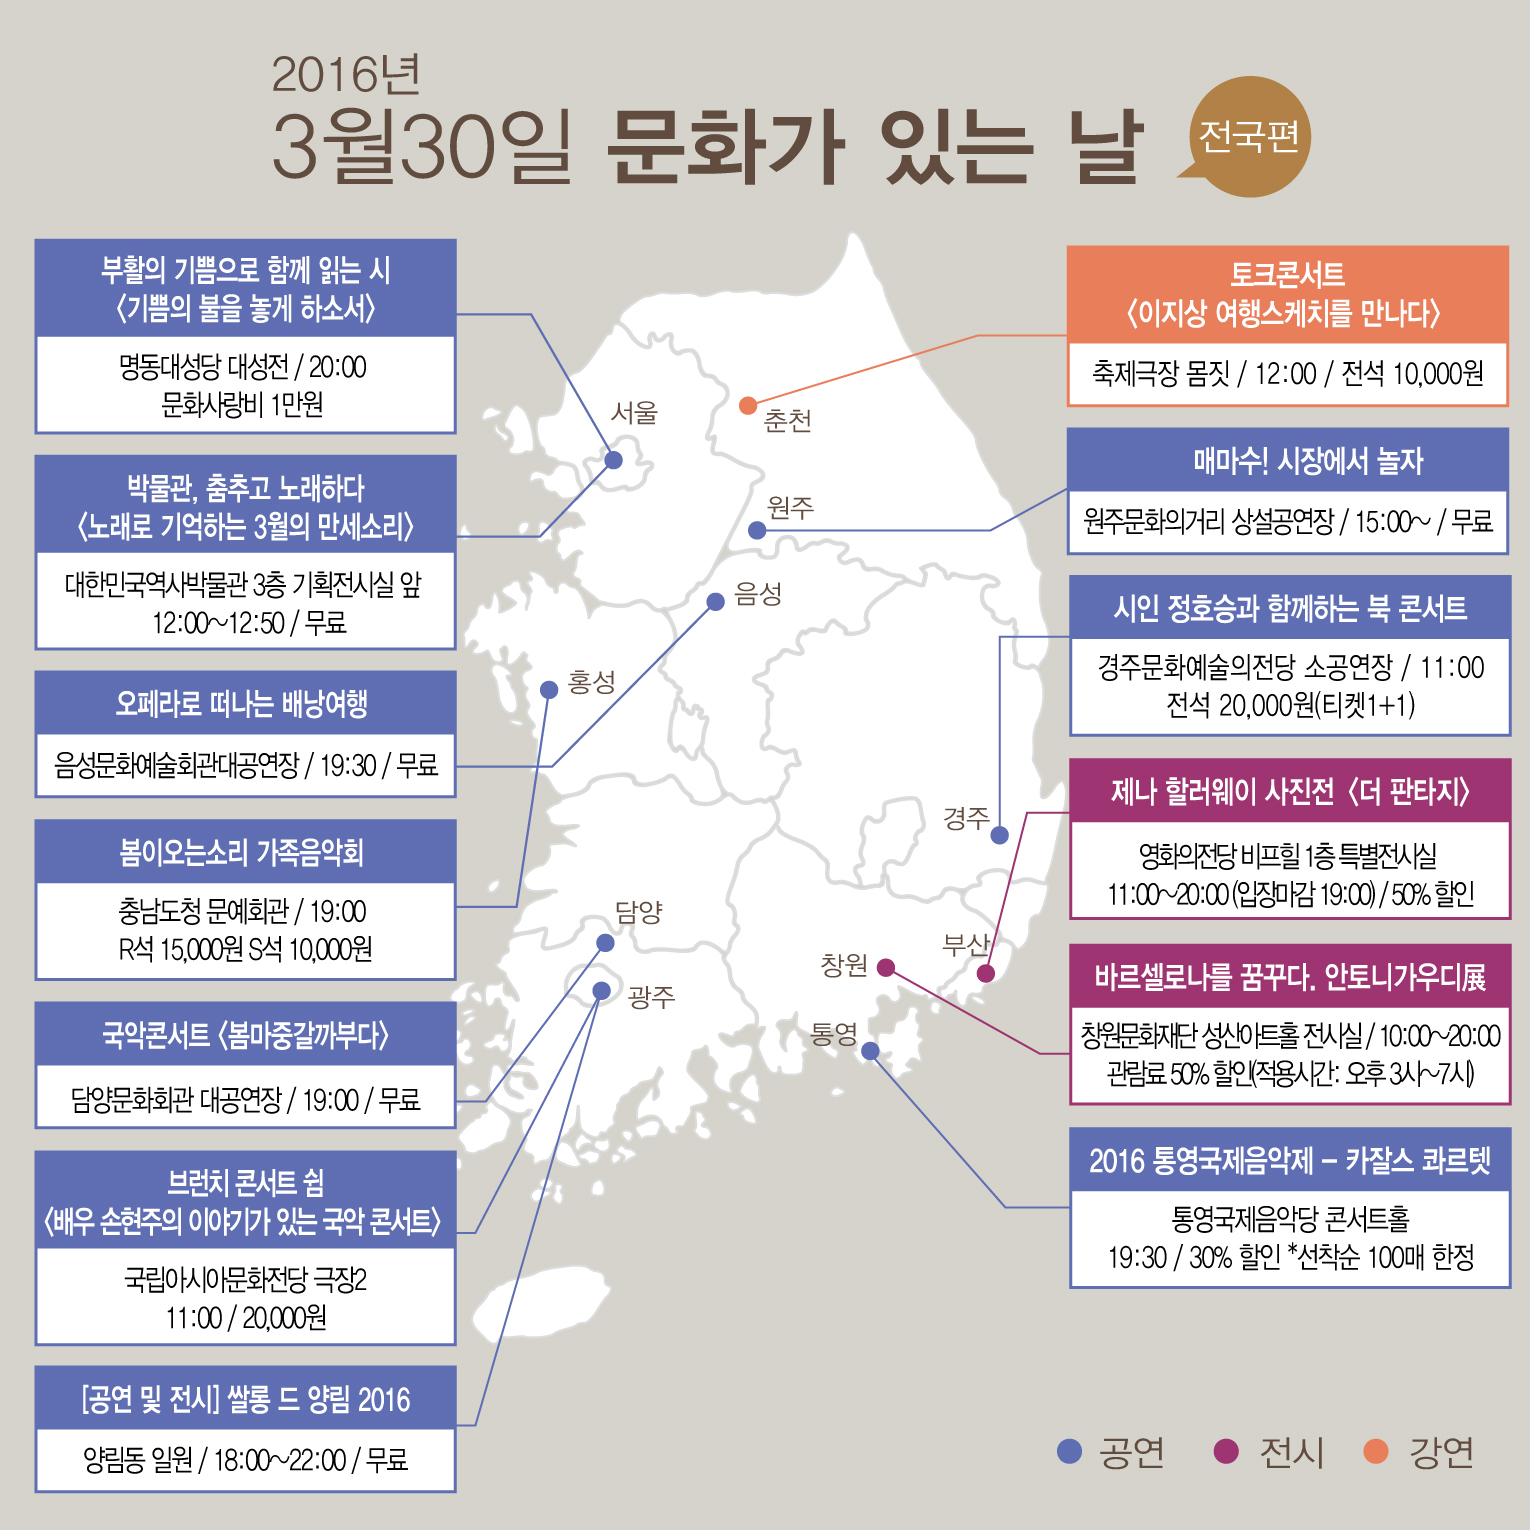 2016년
3월30일 문화가 있는 날
전국편
부활의 기쁨으로 함께 읽는 시
〈기쁨의 불을 놓게 하소서〉
명동대성당 대성전 / 20:00
문화사랑비 1만원
박물관, 춤추고 노래하다
〈노래로 기억하는 3월의 만세소리〉
대한민국역사박물관 3층 기획전시실 앞
12:00~12:50 / 무료
오페라로 떠나는 배낭여행
음성문화예술회관대공연장 / 19:30 / 무료
봄이오는소리 가족음악회
충남도청 문예회관 / 19:00
R석 15,000원 S석 10,000원
국악콘서트 〈봄마중갈까부다〉
담양문화회관 대공연장 / 19:00 / 무료
브런치 콘서트 쉼
〈배우 손현주의 이야기가 있는 국악 콘서트〉
국립아시아문화전당 극장2
11:00 / 20,000원
[공연 및 전시] 쌀롱 드 양림 2016
양림동 일원 / 18:00~22:00 / 무료
서울
춘천
원주
음성
홍성
경주
담양
부산
창원
광주
통영
토크콘서트
〈이지상 여행스케치를 만나다〉
축제극장 몸짓 / 12:00 / 전석 10,000원
매마수! 시장에서 놀자
원주문화의거리 상설공연장 / 15:00~ / 무료
시인 정호승과 함께하는 북 콘서트
경주문화예술의전당 소공연장 / 11:00
전석 20,000원(티켓1+1)
제나 할러웨이 사진전 〈더 판타지〉
영화의전당 비프힐 1층 특별전시실
11:00~20:00 (입장마감 19:00) / 50% 할인
바르셀로나를 꿈꾸다. 안토니가우디展
창원문화재단 성산아트홀 전시실 / 10:00~20:00
관람료 50% 할인(적용시간: 오후 3시~7시)
2016 통영국제음악제 – 카잘스 콰르텟
통영국제음악당 콘서트홀
19:30 / 30% 할인 *선착순 100매 한정
공연 전시 강연